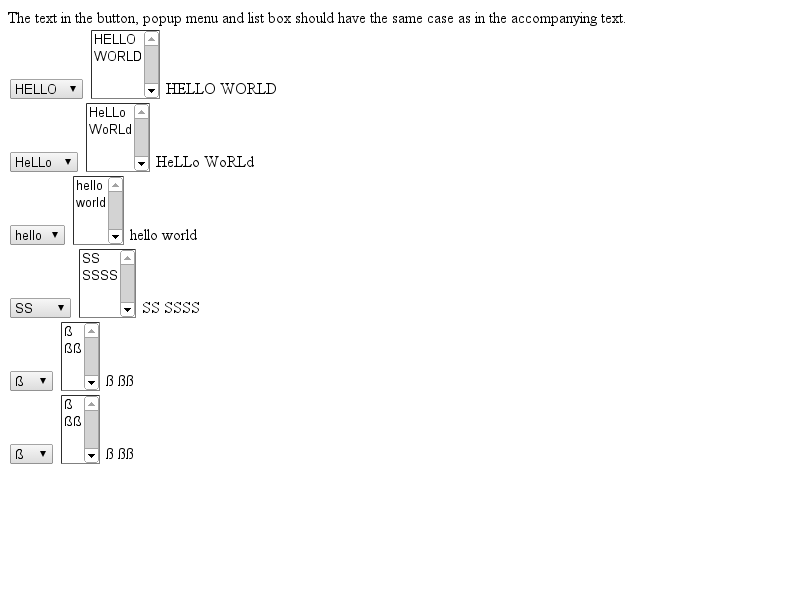 The text in the button, popup menu and list box should have the same case as in the accompanying text.
HELLO
WORLD
HELLO HELLO WORLD
HeLLo
WoRLd
HeLLo HeLLo WoRLd
hello
world
hello hello world
SS
SSSS
SS SS SSSS
ß
ßß
ß ß ßß
ß
ßß
ß ß ßß